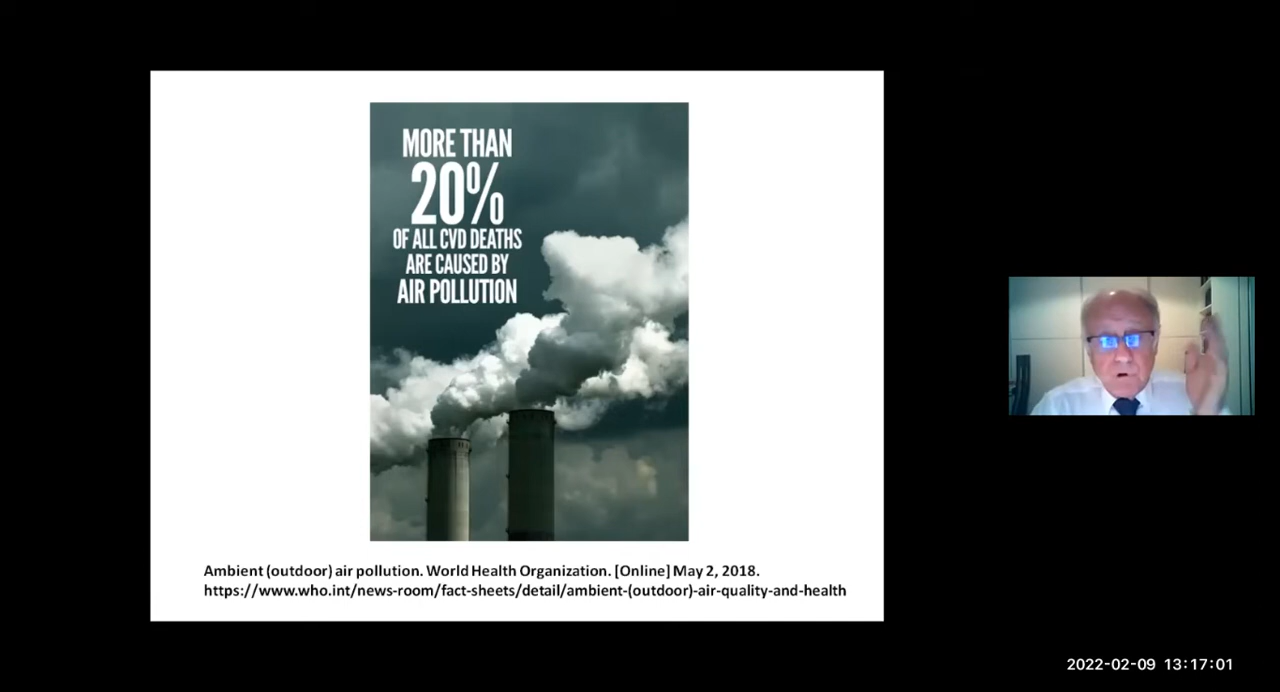 MORE THAN
20%
OF ALL CVD DEATHS
ARE CAUSED BY
AIR POLLUTION
Ambient (outdoor) air pollution. World Health Organization. [Online] May 2, 2018.
https://www.who.int/news-room/fact-sheets/detail/ambient-(outdoor)-air-quality-and-health
2022-02-09 13:17:01